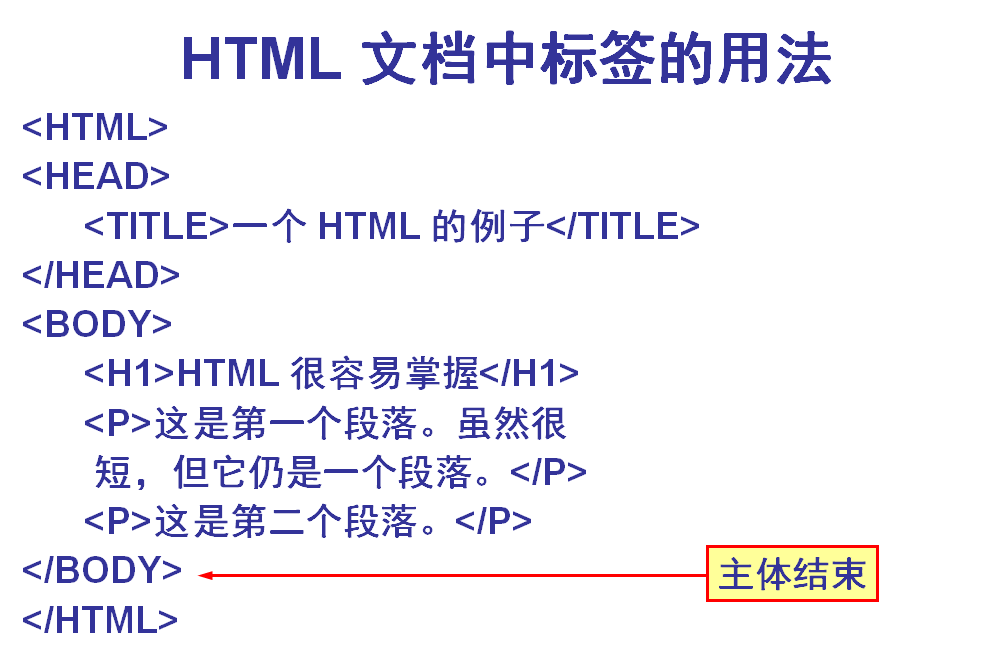 HTML 文档中标签的用法
<HTML>
<HEAD>
<TITLE>一个 HTML 的例子</TITLE>
</HEAD>
<BODY>
<H1>HTML 很容易掌握</H1>
<P>这是第一个段落。虽然很
短，但它仍是一个段落。</P>
<P>这是第二个段落。</P>
</BODY>
主体结束
</HTML>